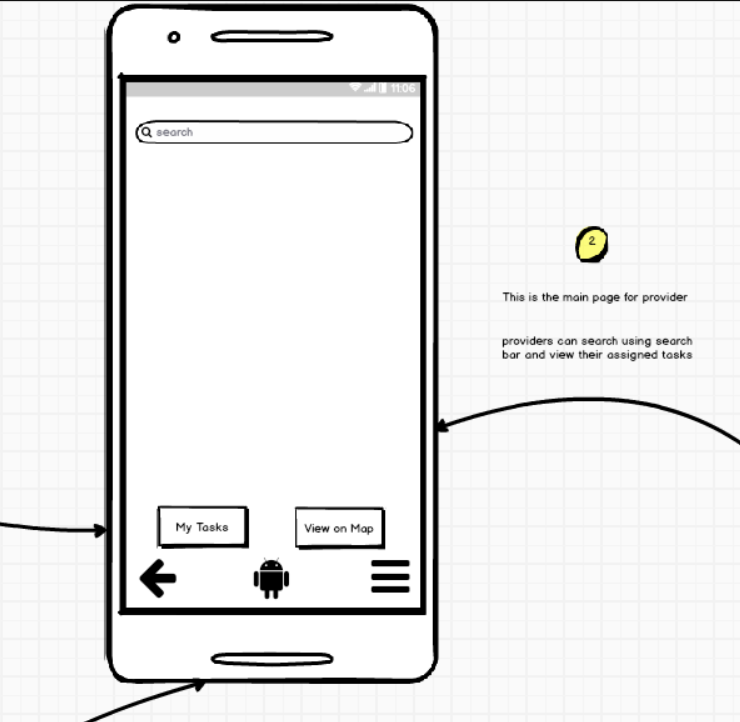 11:06
search
2
This is the main page for provider
providers can search using search
bar and view their assigned tasks
My Tasks
View on Map